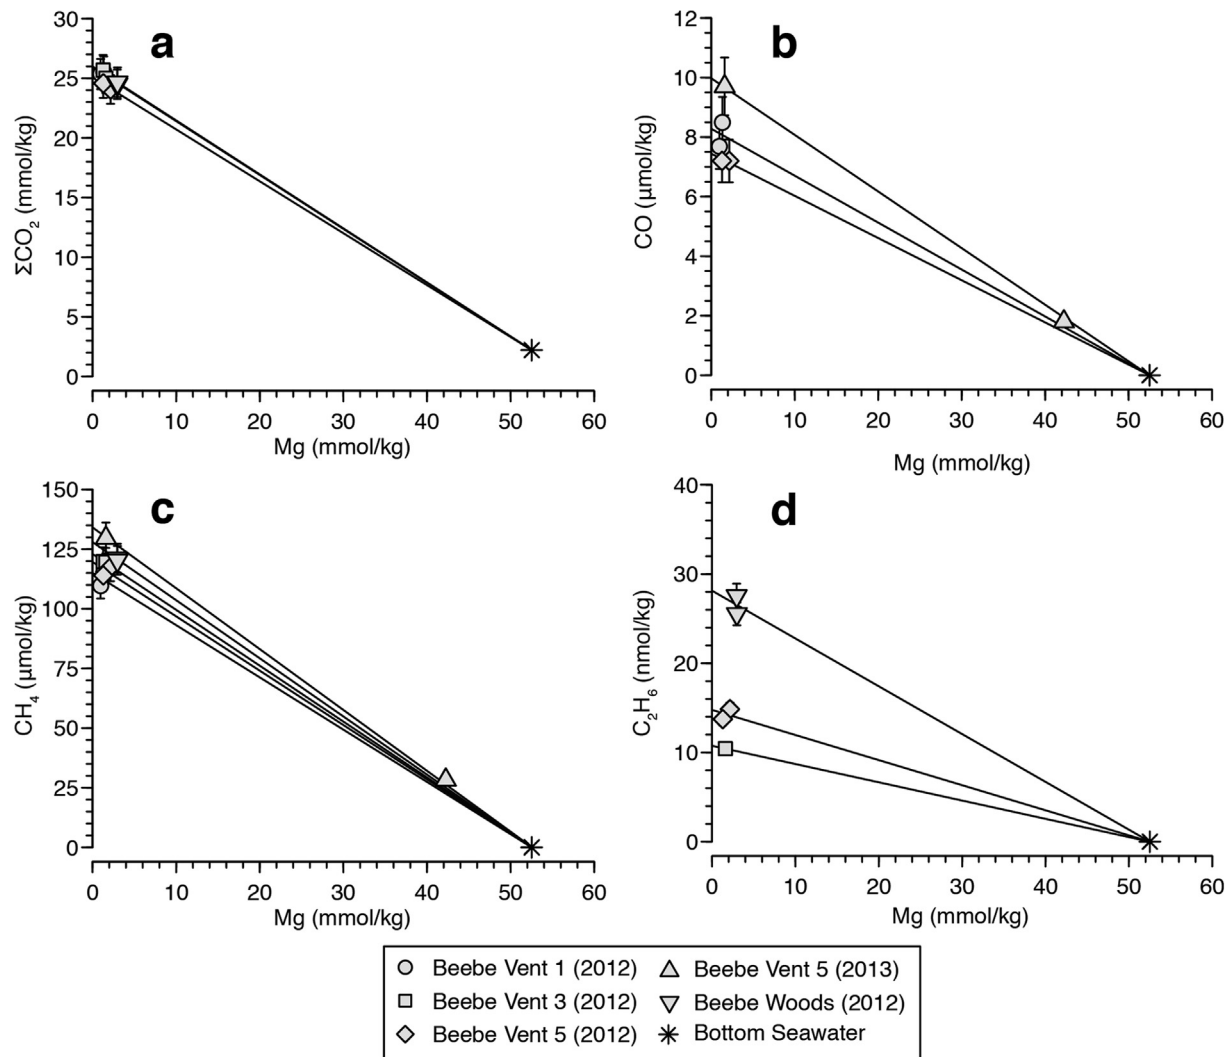 a
30
25
20
15
10
5
0
ΣCO₂ (mmol/kg)
0 10 20 30 40 50 60
Mg (mmol/kg)
b
12
10
8
6
4
2
0
CO (μmol/kg)
0 10 20 30 40 50 60
Mg (mmol/kg)
c
150
125
100
75
50
25
0
CH₄ (μmol/kg)
0 10 20 30 40 50 60
Mg (mmol/kg)
d
40
30
20
10
0
C₂H₆ (nmol/kg)
0 10 20 30 40 50 60
Mg (mmol/kg)
Beebe Vent 1 (2012)
Beebe Vent 3 (2012)
Beebe Vent 5 (2012)
Beebe Vent 5 (2013)
Beebe Woods (2012)
Bottom Seawater